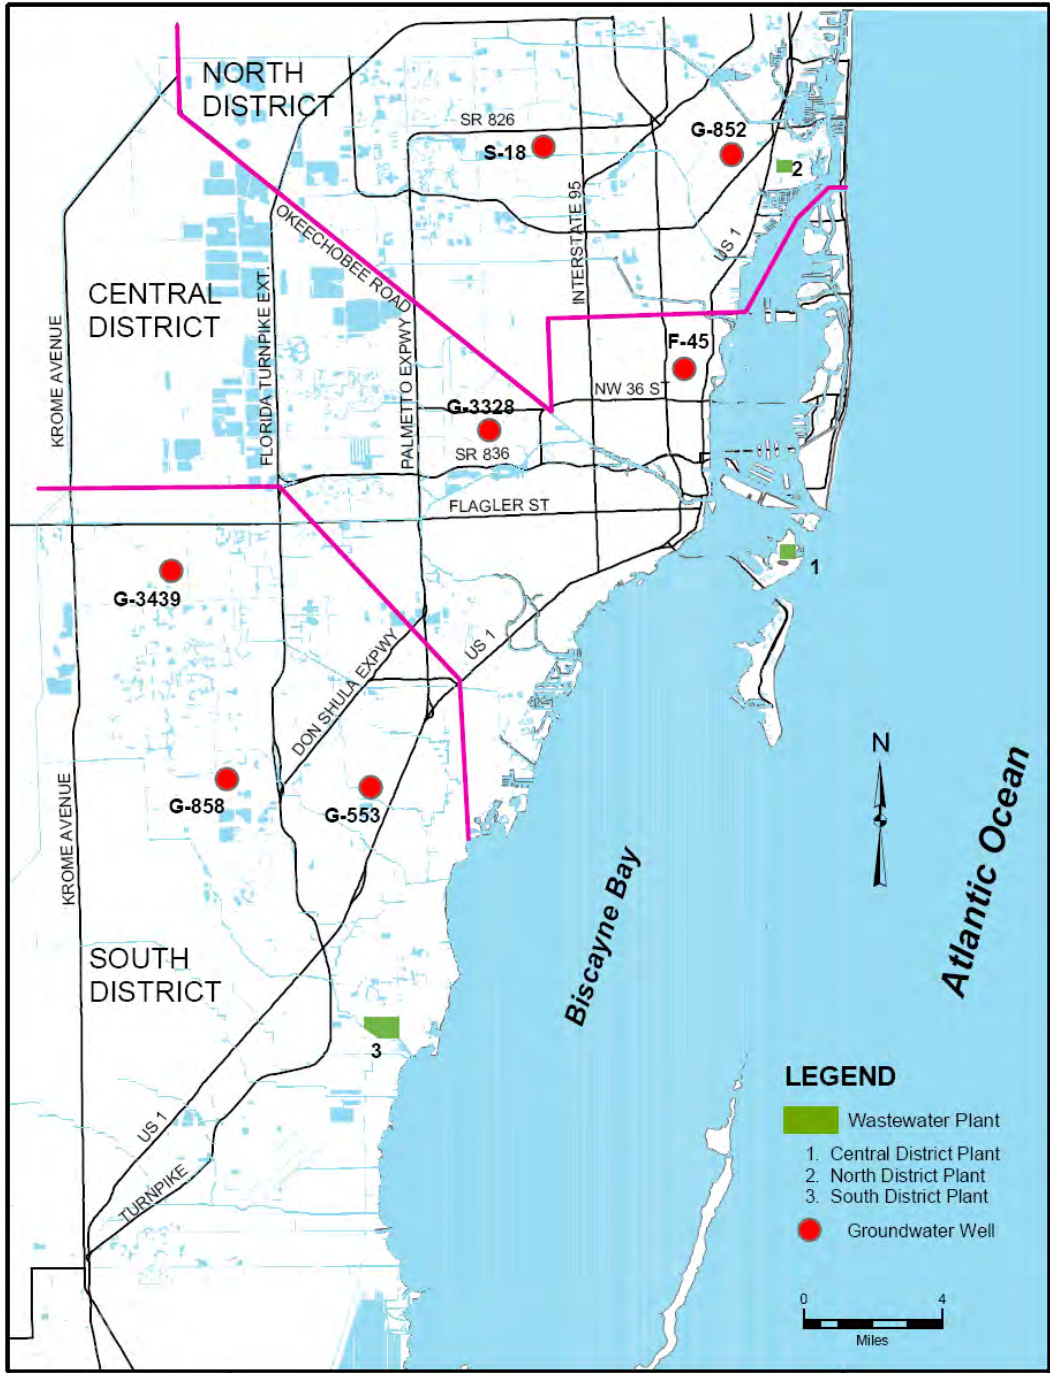 NORTH
DISTRICT
SR 826
G-852
S-18
2
INTERSTATE 95
US 1
OKEECHOBEE ROAD
CENTRAL
DISTRICT
KROME AVENUE
FLORIDA TURNPIKE EXT.
PALMETTO EXPWY
F-45
NW 36 ST
G-3328
SR 836
FLAGLER ST
1
G-3439
US 1
DON SHULA EXPWY
N
G-858
G-553
KROME AVENUE
Biscayne Bay
Atlantic Ocean
SOUTH
DISTRICT
3
US 1
TURNPIKE
LEGEND
Wastewater Plant
1. Central District Plant
2. North District Plant
3. South District Plant
Groundwater Well
0 4
Miles